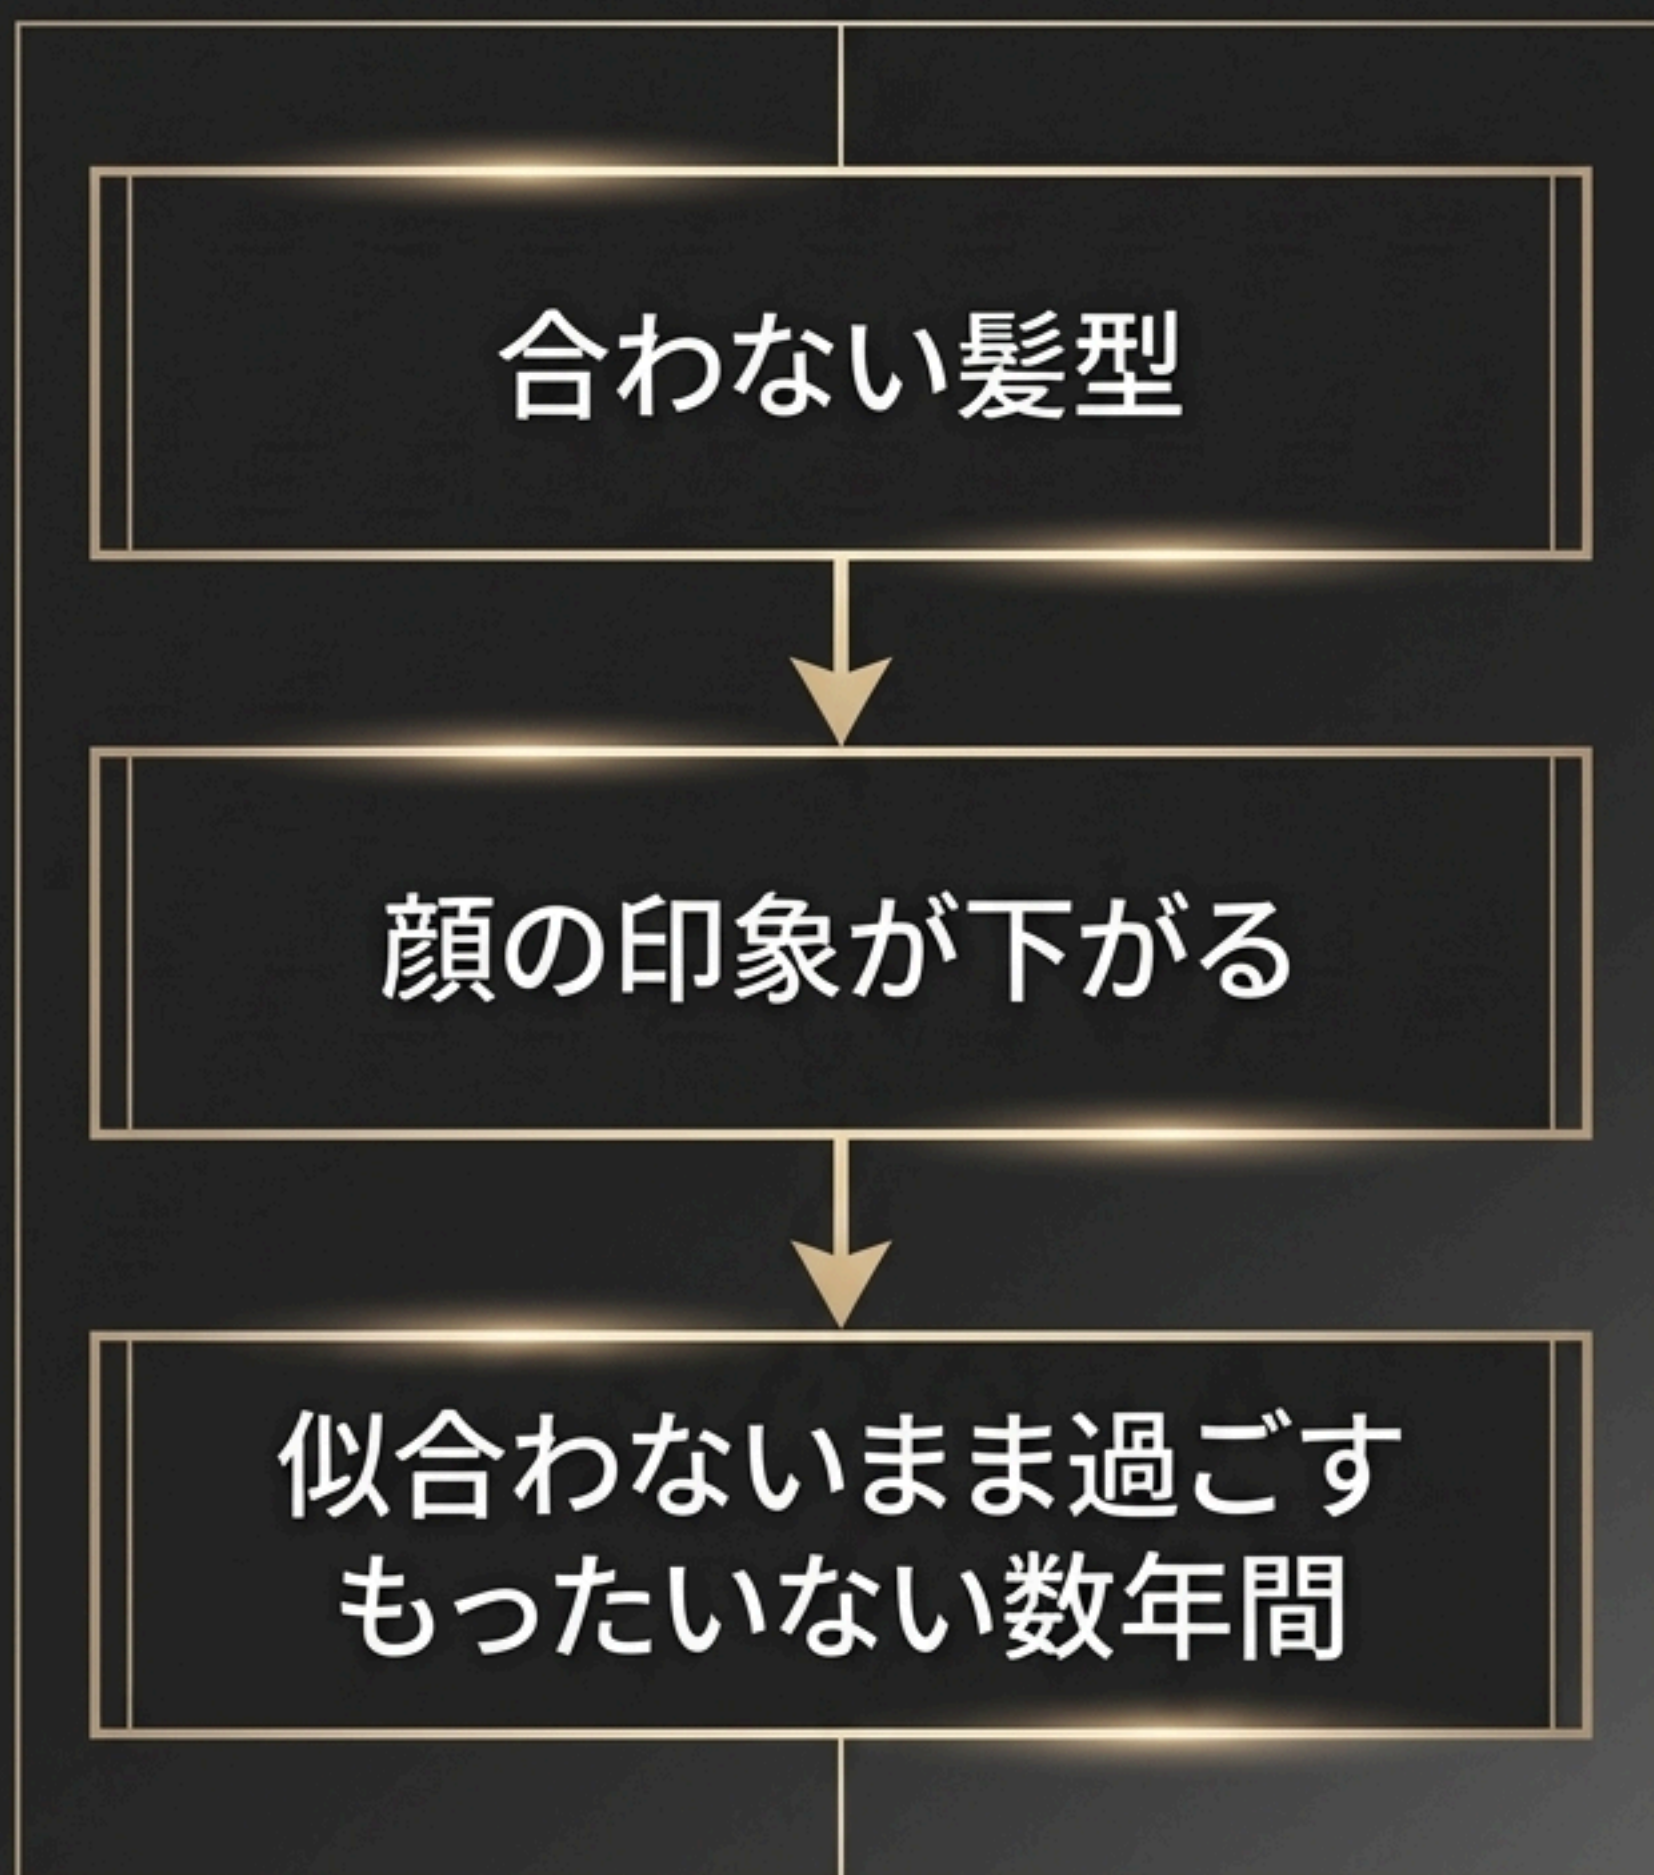 合わない髪型
顔の印象が下がる
似合わないまま過ごす
もったいない数年間